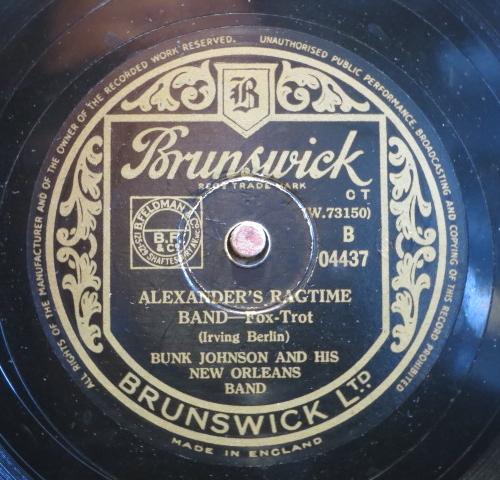 ALL RIGHTS OF THE MANUFACTURER AND OF THE OWNER OF THE RECORDED WORK RESERVED. UNAUTHORISED PUBLIC PERFORMANCE, BROADCASTING AND COPYING OF THIS RECORD PROHIBITED
B
Brunswick
REGD TRADE MARK
C T
(W.73150)
B.FELDMAN &
B.F.
& Co
125-129 SHAFTESBURY AV.
B
04437
ALEXANDER'S RAGTIME
BAND—Fox-Trot
(Irving Berlin)
BUNK JOHNSON AND HIS
NEW ORLEANS
BAND
BRUNSWICK LTD
MADE IN ENGLAND